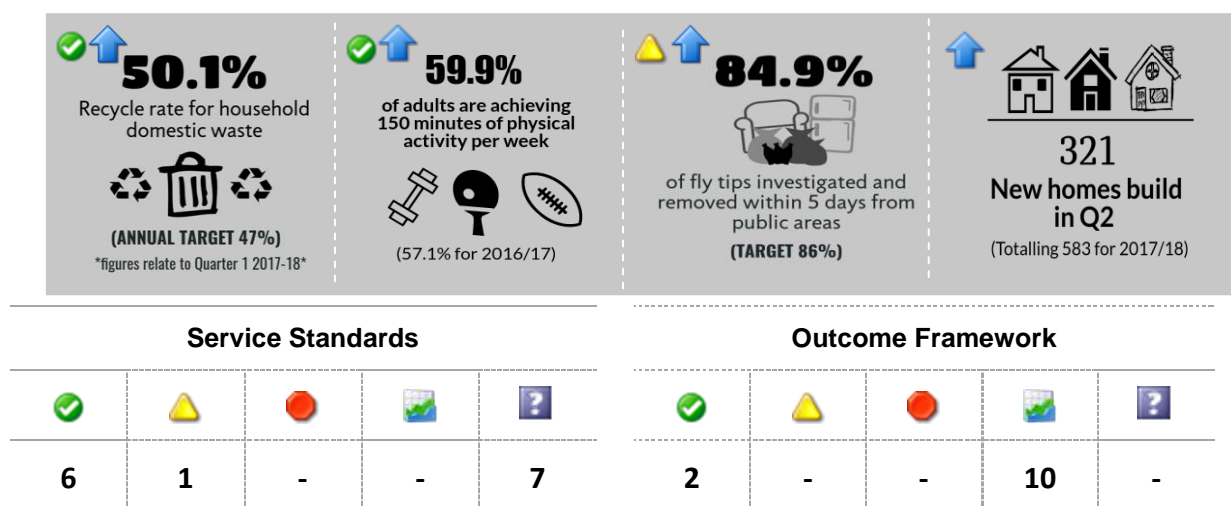 50.1%
Recycle rate for household
domestic waste
(ANNUAL TARGET 47%)
*figures relate to Quarter 1 2017-18*
59.9%
of adults are achieving
150 minutes of physical
activity per week
(57.1% for 2016/17)
84.9%
of fly tips investigated and
removed within 5 days from
public areas
(TARGET 86%)
321
New homes build
in Q2
(Totalling 583 for 2017/18)
Service Standards
?
6 1 - - 7
Outcome Framework
?
2 - - 10 -